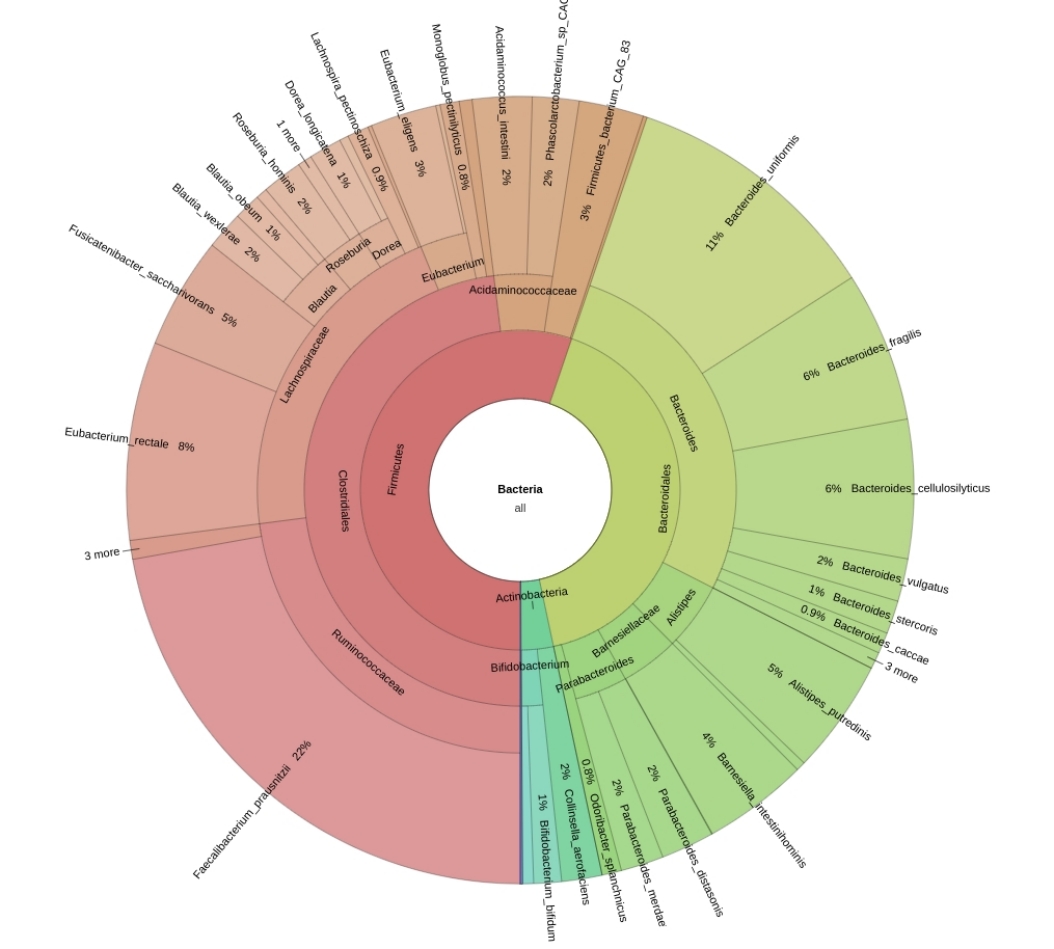 Bacteria
all
Firmicutes
Clostridiales
Lachnospiraceae
Ruminococcaceae
Blautia
Roseburia
Dorea
Eubacterium
Acidaminococcaceae
Bacteroidales
Bacteroides
Alistipes
Barnesiellaceae
Parabacteroides
Actinobacteria
Bifidobacterium
Faecalibacterium_prausnitzii 22%
3 more
Eubacterium_rectale 8%
Fusicatenibacter_saccharivorans 5%
Blautia_wexlerae 2%
Blautia_obeum 1%
Roseburia_hominis 2%
1 more
Dorea_longicatena 1%
Lachnospira_pectinoschiza 0.9%
Eubacterium_eligens 3%
Monoglobus_pectinilyticus 0.8%
Acidaminococcus_intestini 2%
2% Phascolarctobacterium_sp_CAG
3% Firmicutes_bacterium_CAG_83
11% Bacteroides_uniformis
6% Bacteroides_fragilis
6% Bacteroides_cellulosilyticus
2% Bacteroides_vulgatus
1% Bacteroides_stercoris
0.9% Bacteroides_caccae
3 more
5% Alistipes_putredinis
4% Barnesiella_intestinihominis
2% Parabacteroides_distasonis
2% Parabacteroides_merdae
0.8% Odoribacter_splanchnicus
2% Collinsella_aerofaciens
1% Bifidobacterium_bifidum